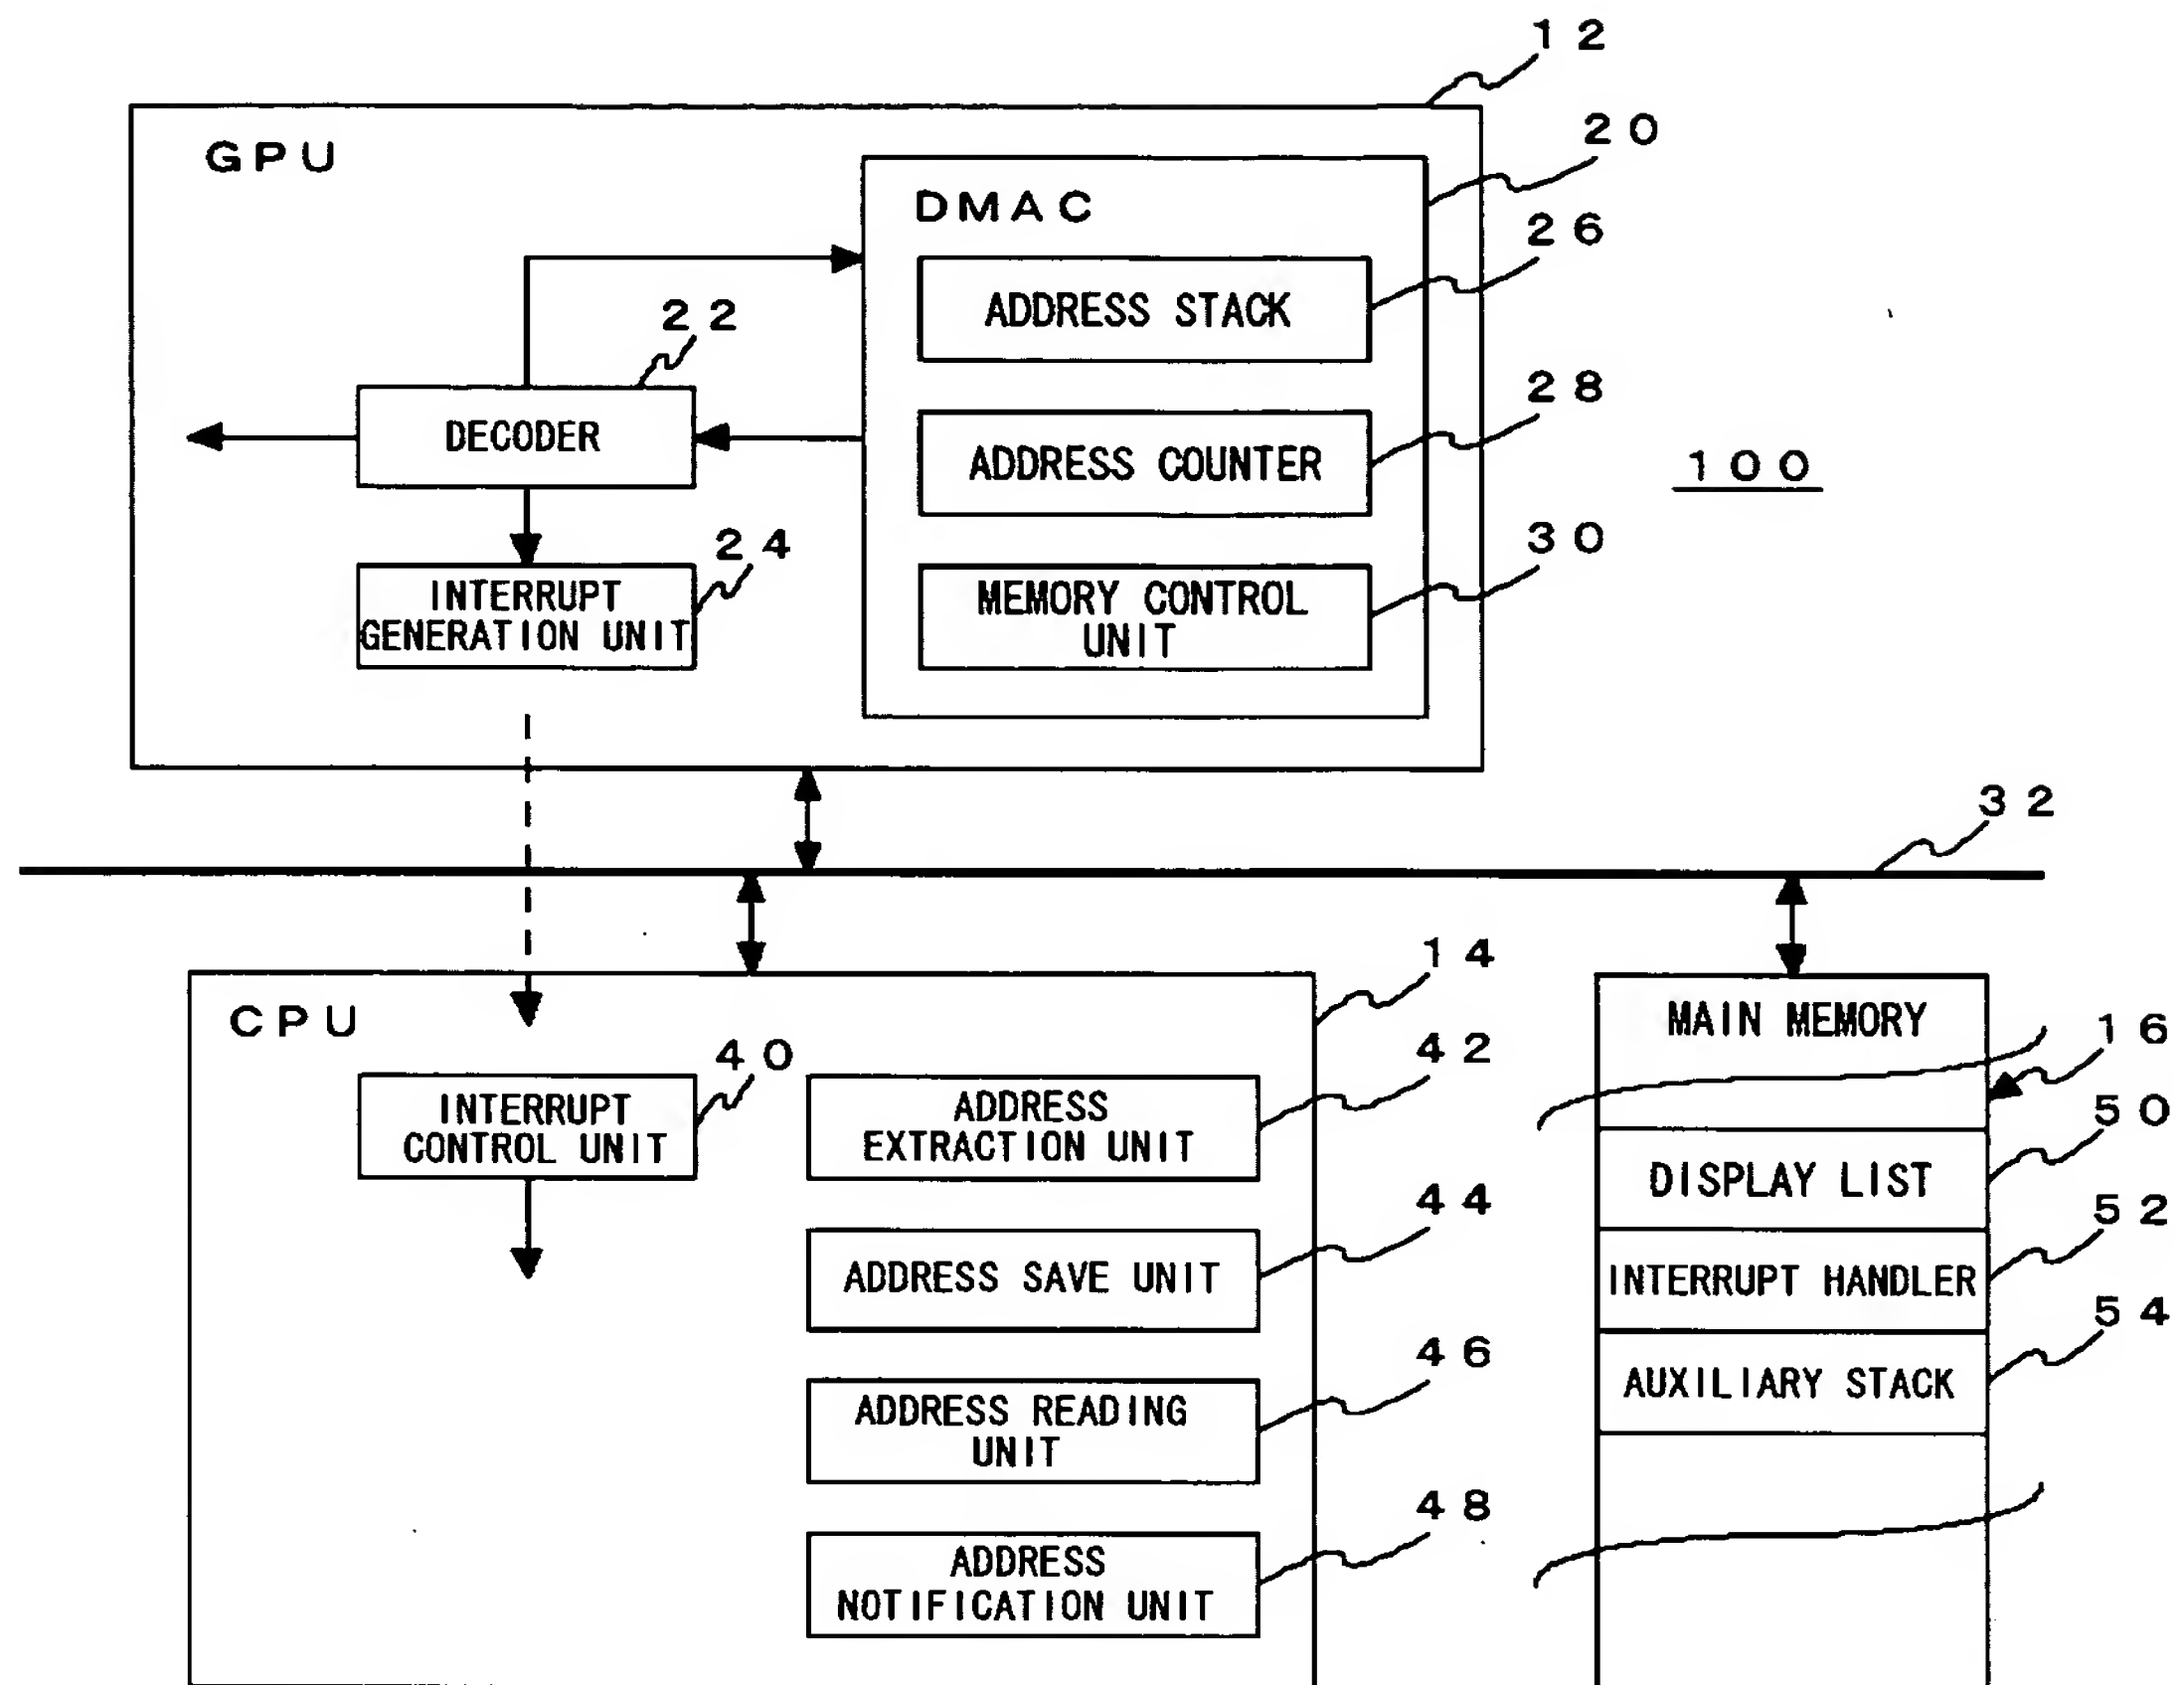 12
GPU
20
DMAC
26
ADDRESS STACK
22
28
DECODER
ADDRESS COUNTER
100
24
30
INTERRUPT
GENERATION UNIT
MEMORY CONTROL
UNIT
32
14
CPU
MAIN MEMORY
16
40
42
INTERRUPT
CONTROL UNIT
ADDRESS
EXTRACTION UNIT
50
DISPLAY LIST
44
52
ADDRESS SAVE UNIT
INTERRUPT HANDLER
54
46
AUXILIARY STACK
ADDRESS READING
UNIT
48
ADDRESS
NOTIFICATION UNIT